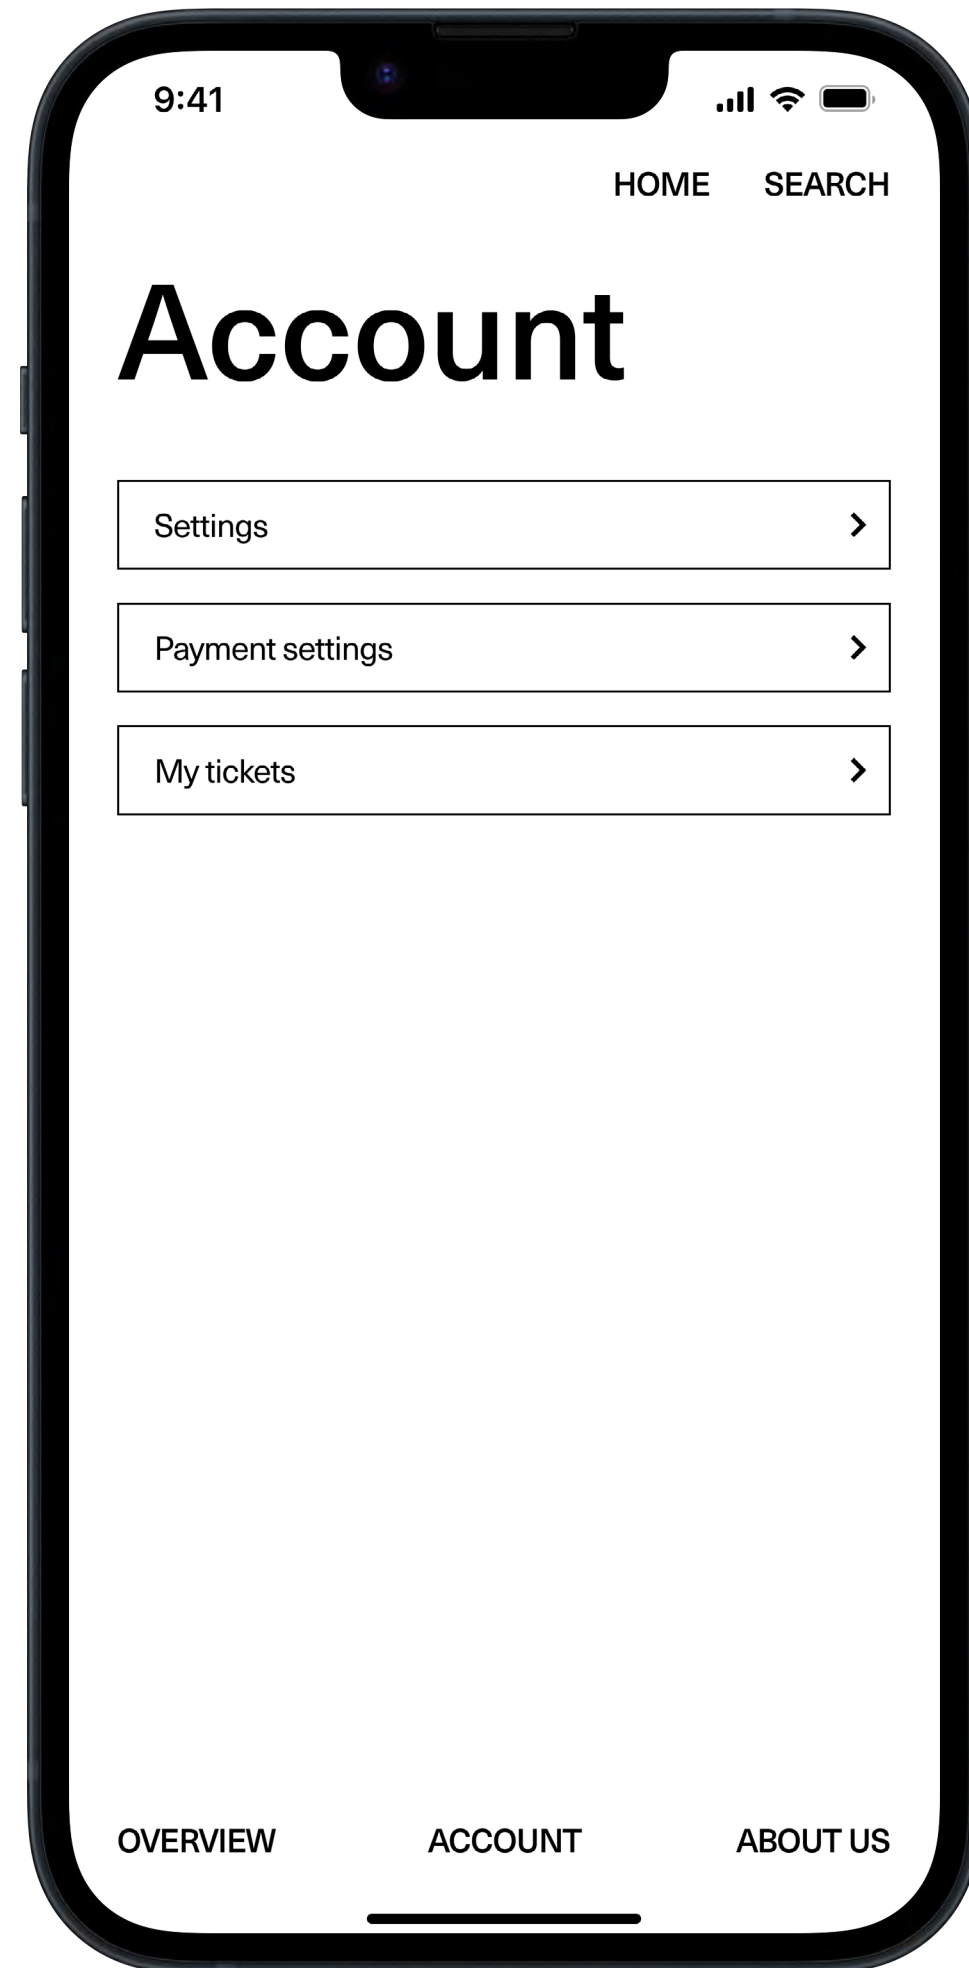 9:41
HOME SEARCH
Account
Settings
Payment settings
My tickets
OVERVIEW ACCOUNT ABOUT US